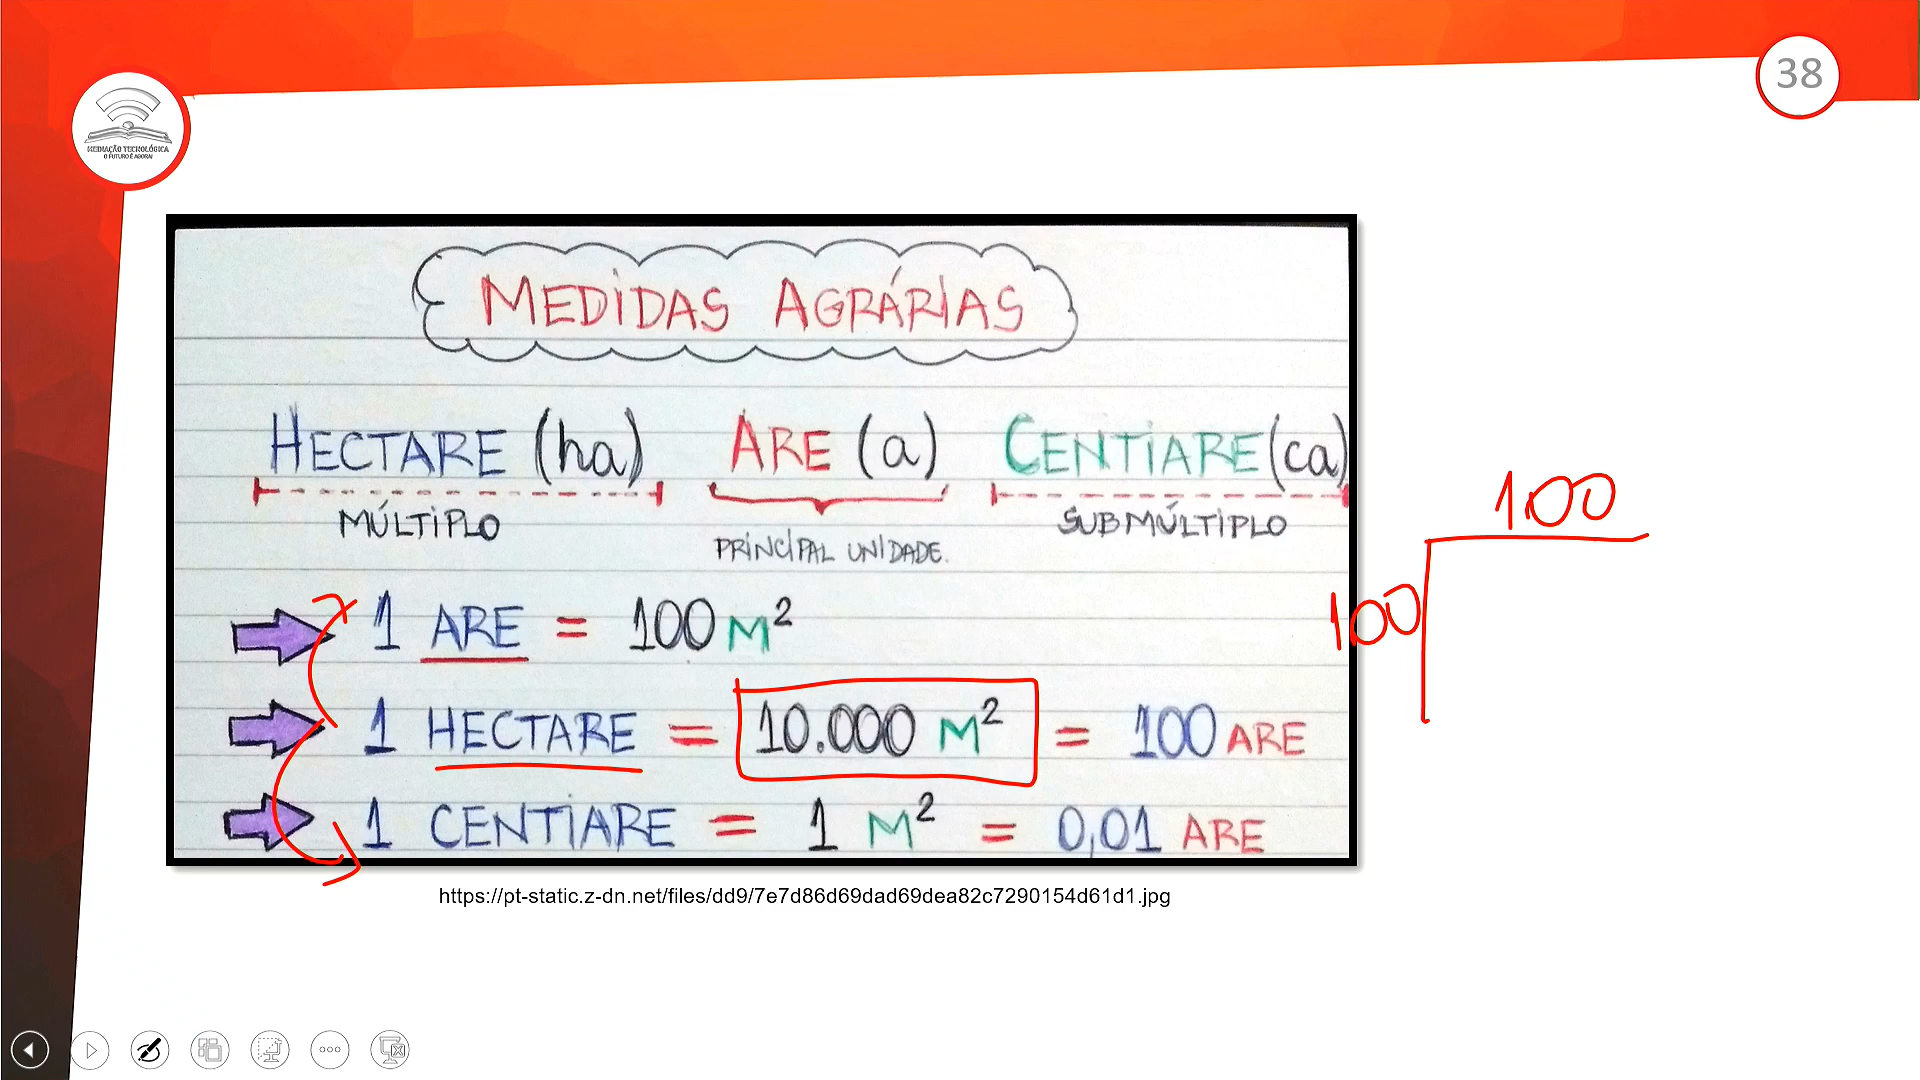 38
MEDIAÇÃO TECNOLÓGICA
O FUTURO É AGORA!
MEDIDAS AGRÁRIAS
HECTARE (ha) ARE (a) CENTIARE (ca)
MÚLTIPLO PRINCIPAL UNIDADE. SUBMÚLTIPLO
1 ARE = 100 M²
1 HECTARE = 10.000 M² = 100 ARE
1 CENTIARE = 1 M² = 0,01 ARE
100
100
https://pt-static.z-dn.net/files/dd9/7e7d86d69dad69dea82c7290154d61d1.jpg